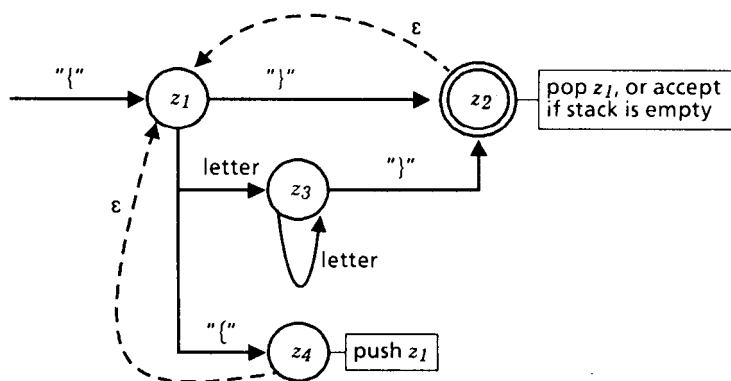 ε
"{"
z1
"}"
z2
pop z1, or accept
if stack is empty
letter
z3
"}"
ε
letter
"{"
z4
push z1